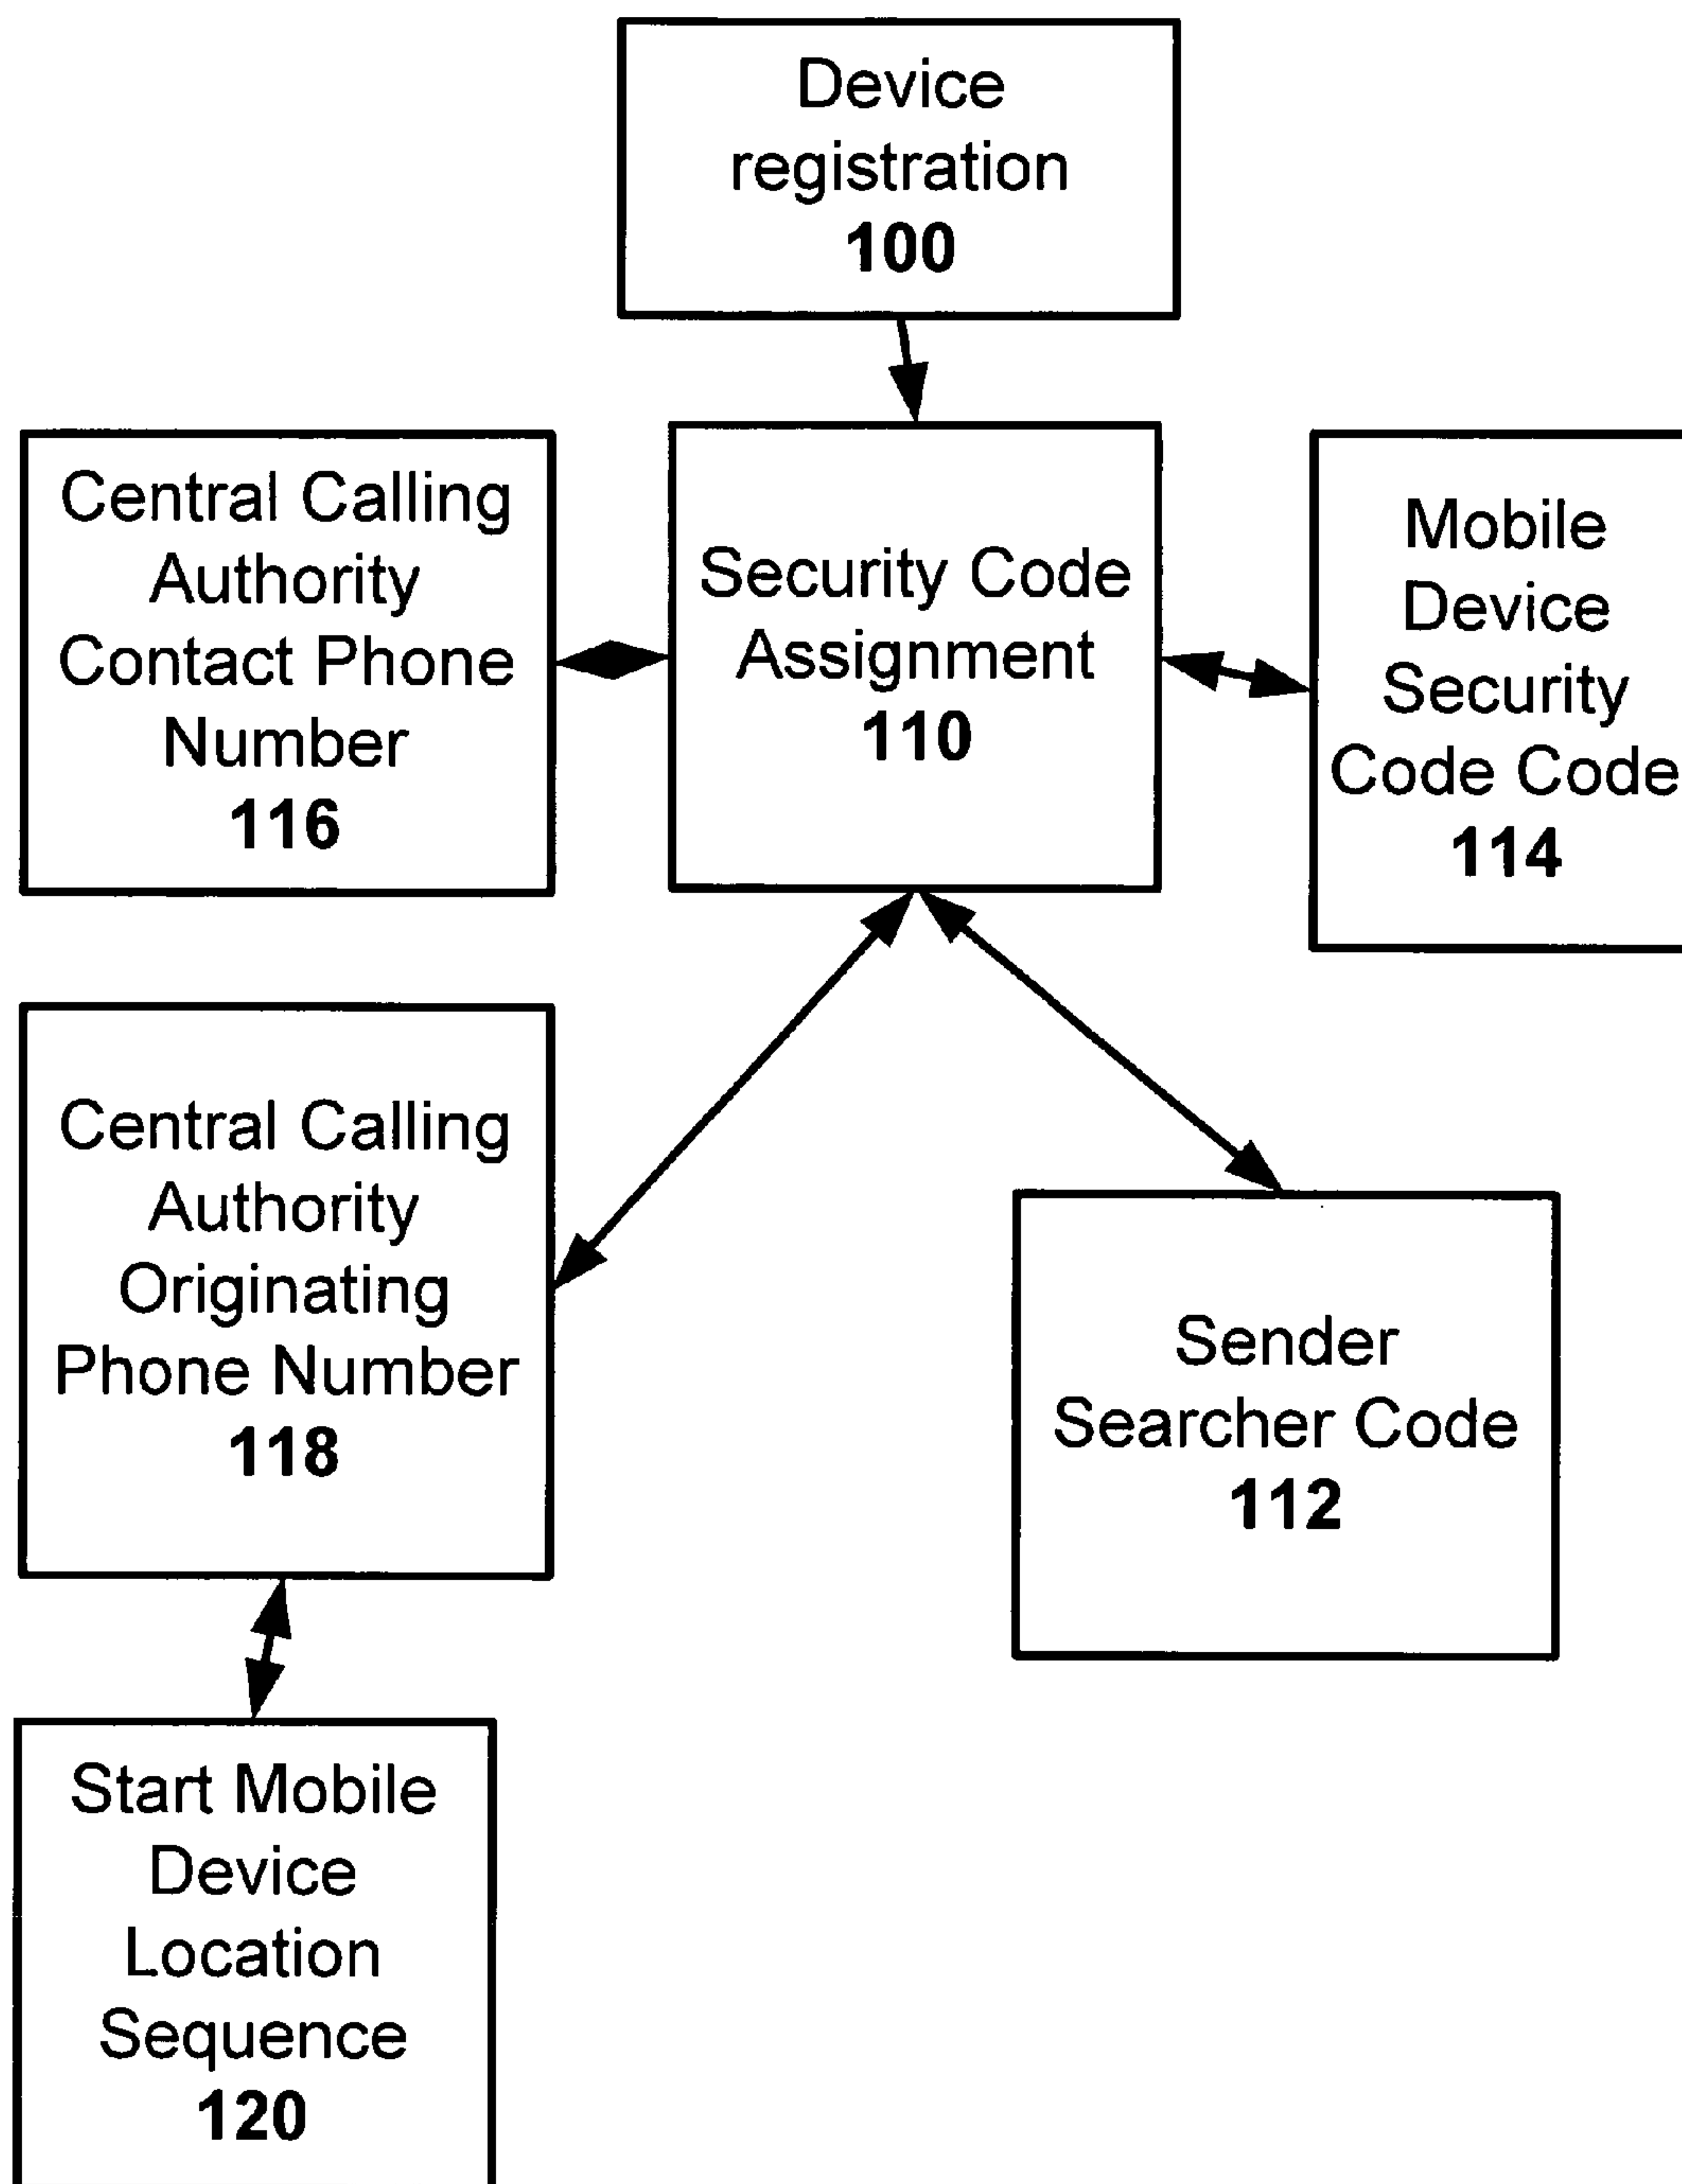 Device
registration
100
Central Calling
Authority
Contact Phone
Number
116
Security Code
Assignment
110
Mobile
Device
Security
Code Code
114
Central Calling
Authority
Originating
Phone Number
118
Sender
Searcher Code
112
Start Mobile
Device
Location
Sequence
120